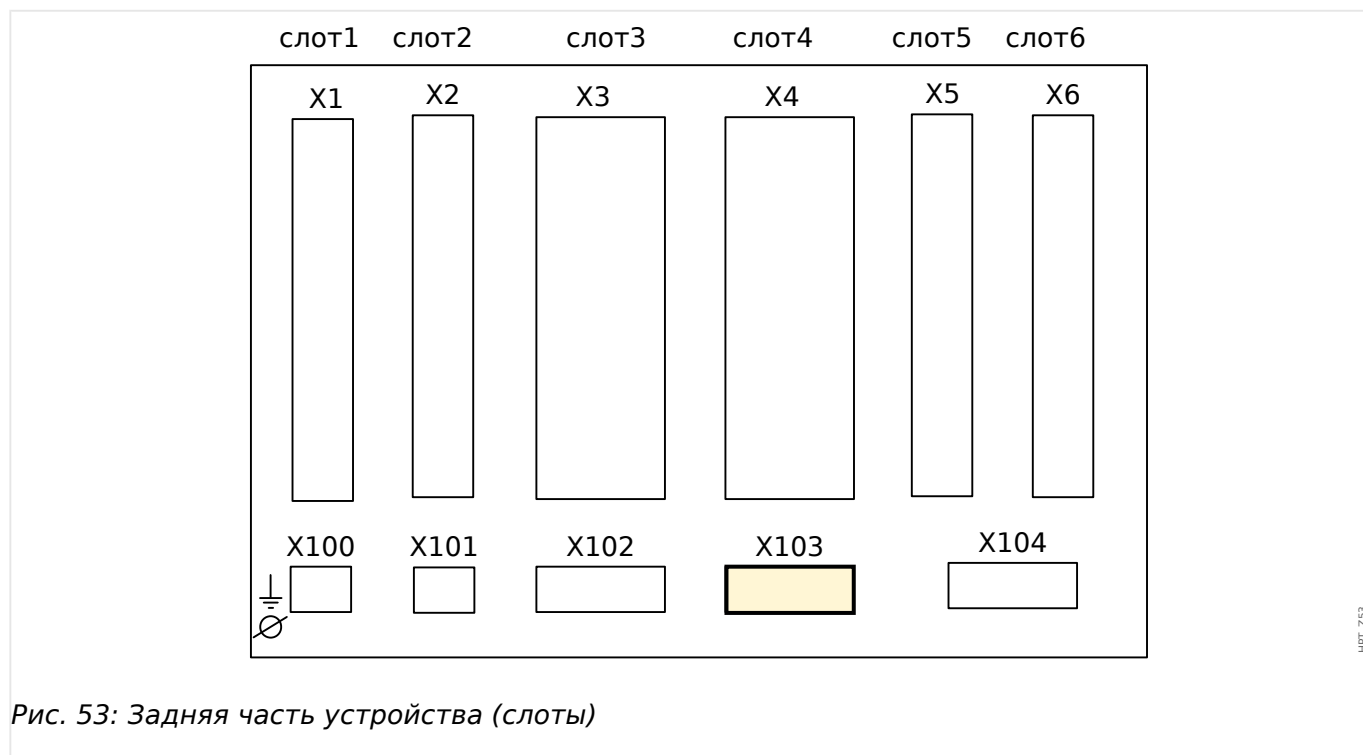 слот1 слот2 слот3 слот4 слот5 слот6
X1 X2 X3 X4 X5 X6
X100 X101 X102 X103 X104
Рис. 53: Задняя часть устройства (слоты)